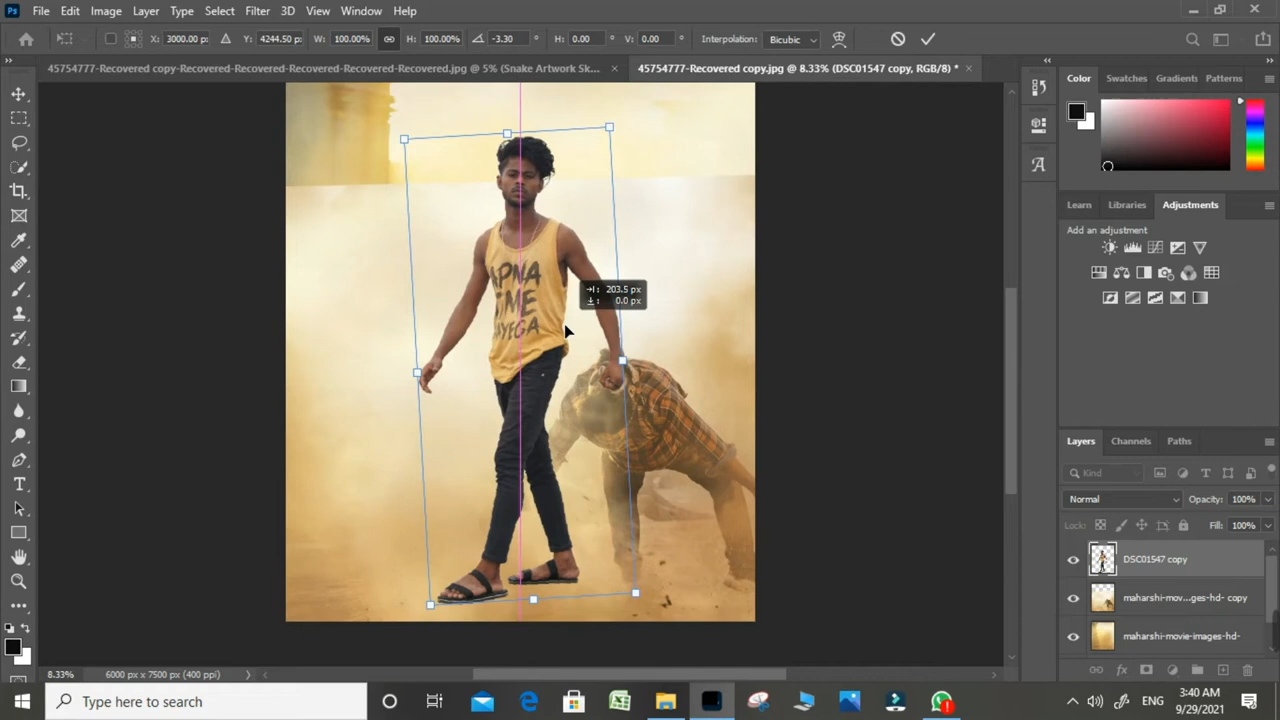 Ps File Edit Image Layer Type Select Filter 3D View Window Help
X: 3000.00 p: Y: 4244.50 p: W: 100.00% H: 100.00% -3.30 ° H: 0.00 ° V: 0.00 ° Interpolation: Bicubic
45754777-Recovered copy-Recovered-Recovered-Recovered-Recovered-Recovered.jpg @ 5% (Snake Artwork Sk... × 45754777-Recovered copy.jpg @ 8.33% (DSC01547 copy, RGB/8) * ×
Color Swatches Gradients Patterns
Learn Libraries Adjustments
Add an adjustment
APNA
TIME
AYEGA
203.5 px
0.0 px
Layers Channels Paths
Kind
Normal Opacity: 100%
Lock: Fill: 100%
DSC01547 copy
maharshi-mov...ges-hd- copy
maharshi-movie-images-hd-
8.33% 6000 px x 7500 px (400 ppi)
Type here to search
ENG
3:40 AM
9/29/2021